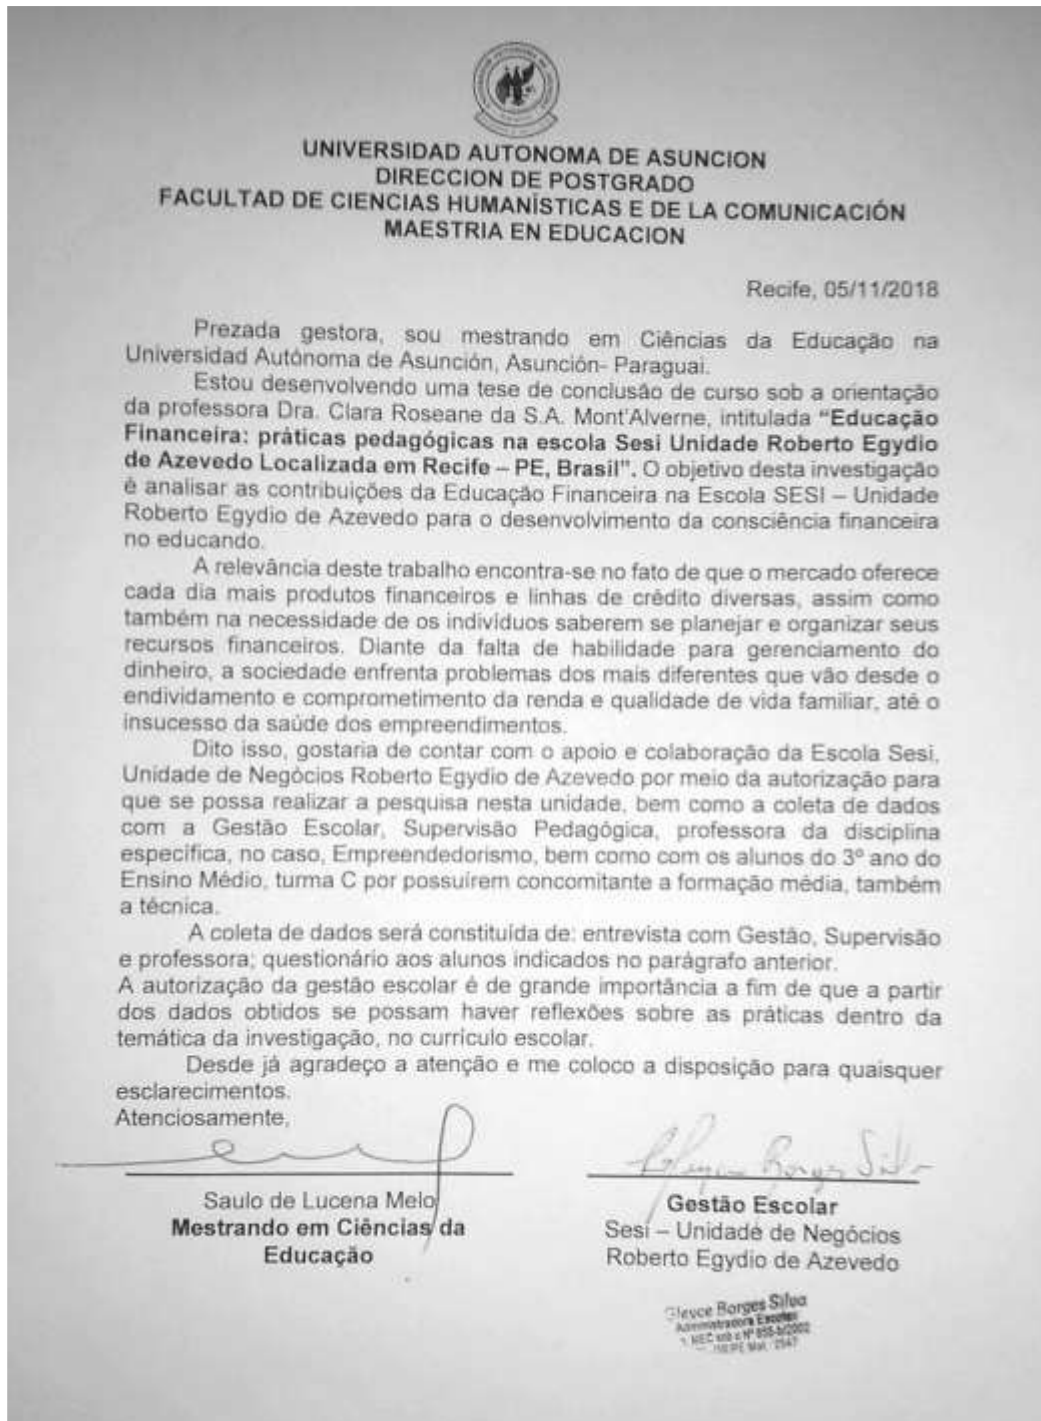 UNIVERSIDAD AUTONOMA DE ASUNCION
DIRECCION DE POSTGRADO
FACULTAD DE CIENCIAS HUMANÍSTICAS E DE LA COMUNICACIÓN
MAESTRIA EN EDUCACION
Recife, 05/11/2018
Prezada gestora, sou mestrando em Ciências da Educação na
Universidad Autónoma de Asunción, Asunción- Paraguai.
Estou desenvolvendo uma tese de conclusão de curso sob a orientação
da professora Dra. Clara Roseane da S.A. Mont'Alverne, intitulada “Educação
Financeira: práticas pedagógicas na escola Sesi Unidade Roberto Egydio
de Azevedo Localizada em Recife – PE, Brasil”. O objetivo desta investigação
é analisar as contribuições da Educação Financeira na Escola SESI – Unidade
Roberto Egydio de Azevedo para o desenvolvimento da consciência financeira
no educando.
A relevância deste trabalho encontra-se no fato de que o mercado oferece
cada dia mais produtos financeiros e linhas de crédito diversas, assim como
também na necessidade de os indivíduos saberem se planejar e organizar seus
recursos financeiros. Diante da falta de habilidade para gerenciamento do
dinheiro, a sociedade enfrenta problemas dos mais diferentes que vão desde o
endividamento e comprometimento da renda e qualidade de vida familiar, até o
insucesso da saúde dos empreendimentos.
Dito isso, gostaria de contar com o apoio e colaboração da Escola Sesi,
Unidade de Negócios Roberto Egydio de Azevedo por meio da autorização para
que se possa realizar a pesquisa nesta unidade, bem como a coleta de dados
com a Gestão Escolar, Supervisão Pedagógica, professora da disciplina
específica, no caso, Empreendedorismo, bem como com os alunos do 3º ano do
Ensino Médio, turma C por possuírem concomitante a formação média, também
a técnica.
A coleta de dados será constituída de: entrevista com Gestão, Supervisão
e professora; questionário aos alunos indicados no parágrafo anterior.
A autorização da gestão escolar é de grande importância a fim de que a partir
dos dados obtidos se possam haver reflexões sobre as práticas dentro da
temática da investigação, no currículo escolar.
Desde já agradeço a atenção e me coloco a disposição para quaisquer
esclarecimentos.
Atenciosamente,
Borges Silva
Saulo de Lucena Melo
Mestrando em Ciências da
Educação
Gestão Escolar
Sesi – Unidade de Negócios
Roberto Egydio de Azevedo
Gleyce Borges Silva
Administradora Escolar